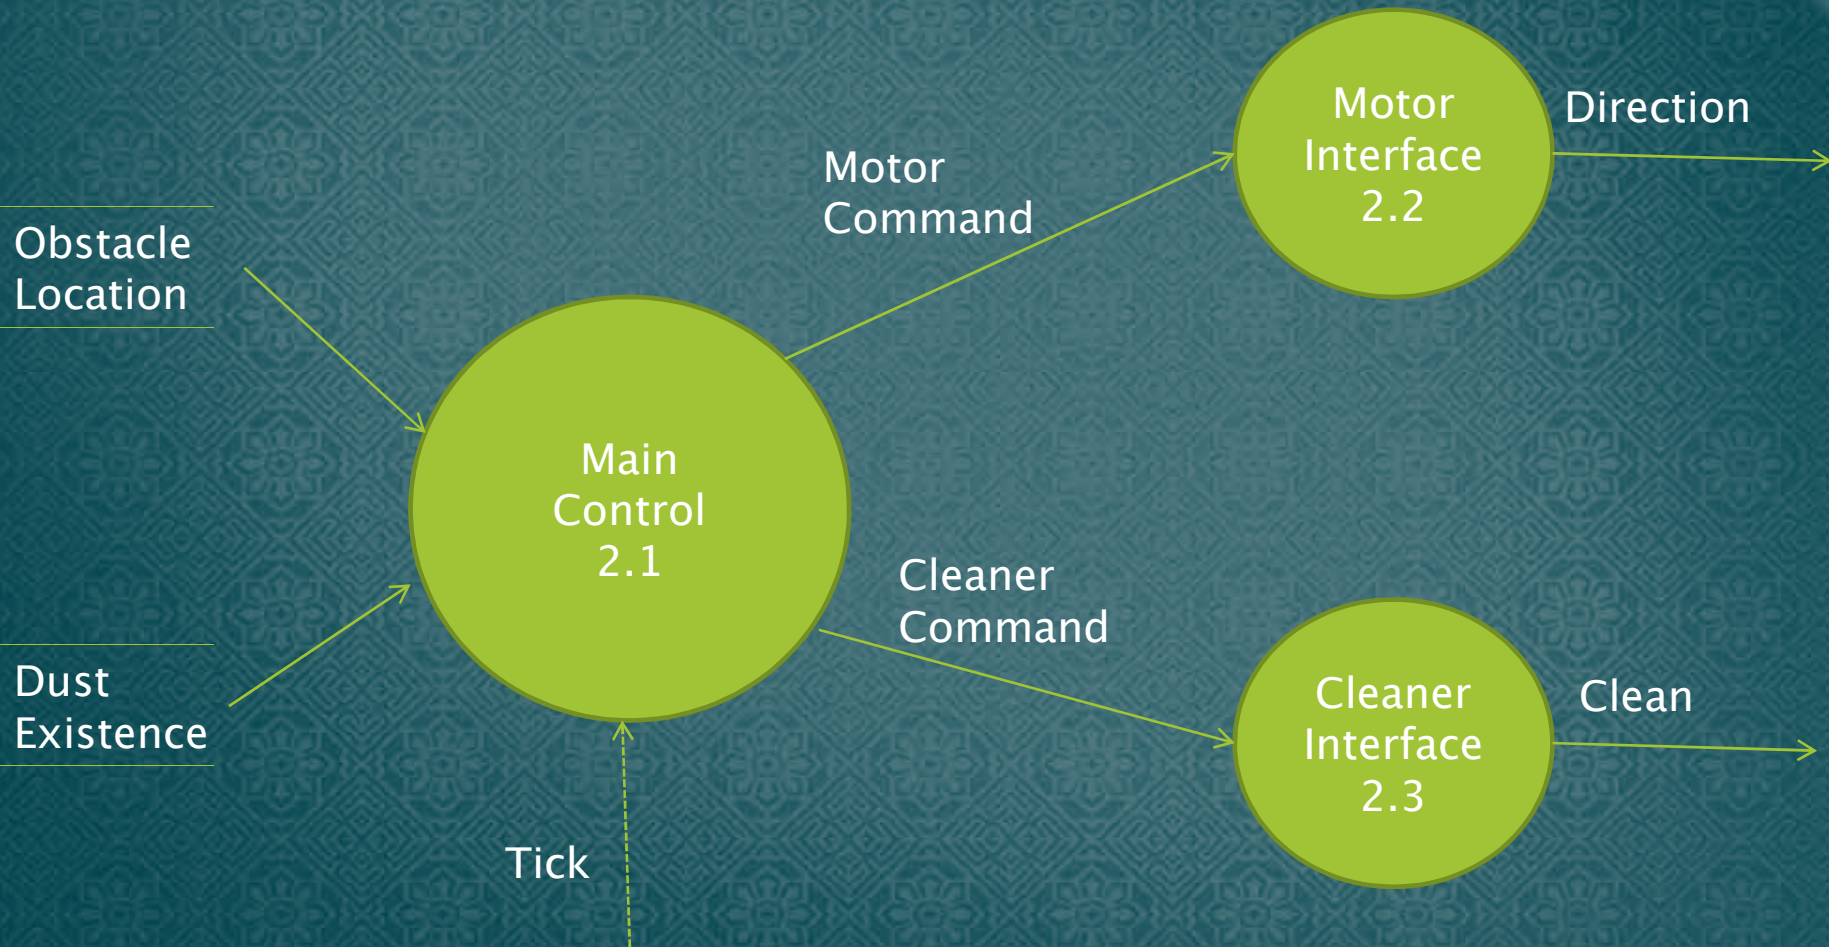 Motor
Interface
2.2
Direction
Motor
Command
Obstacle
Location
Main
Control
2.1
Cleaner
Command
Dust
Existence
Cleaner
Interface
2.3
Clean
Tick